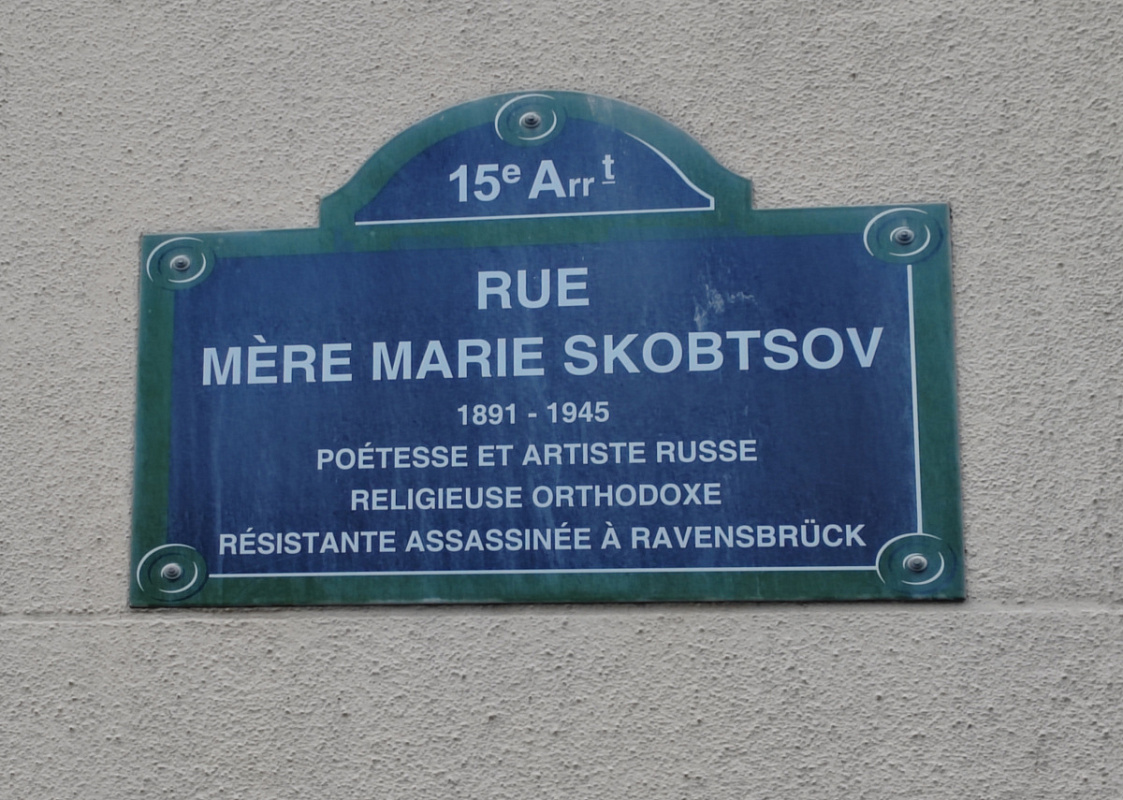 15e Arrt
RUE
MÈRE MARIE SKOBTSOV
1891 - 1945
POÉTESSE ET ARTISTE RUSSE
RELIGIEUSE ORTHODOXE
RÉSISTANTE ASSASSINÉE À RAVENSBRÜCK